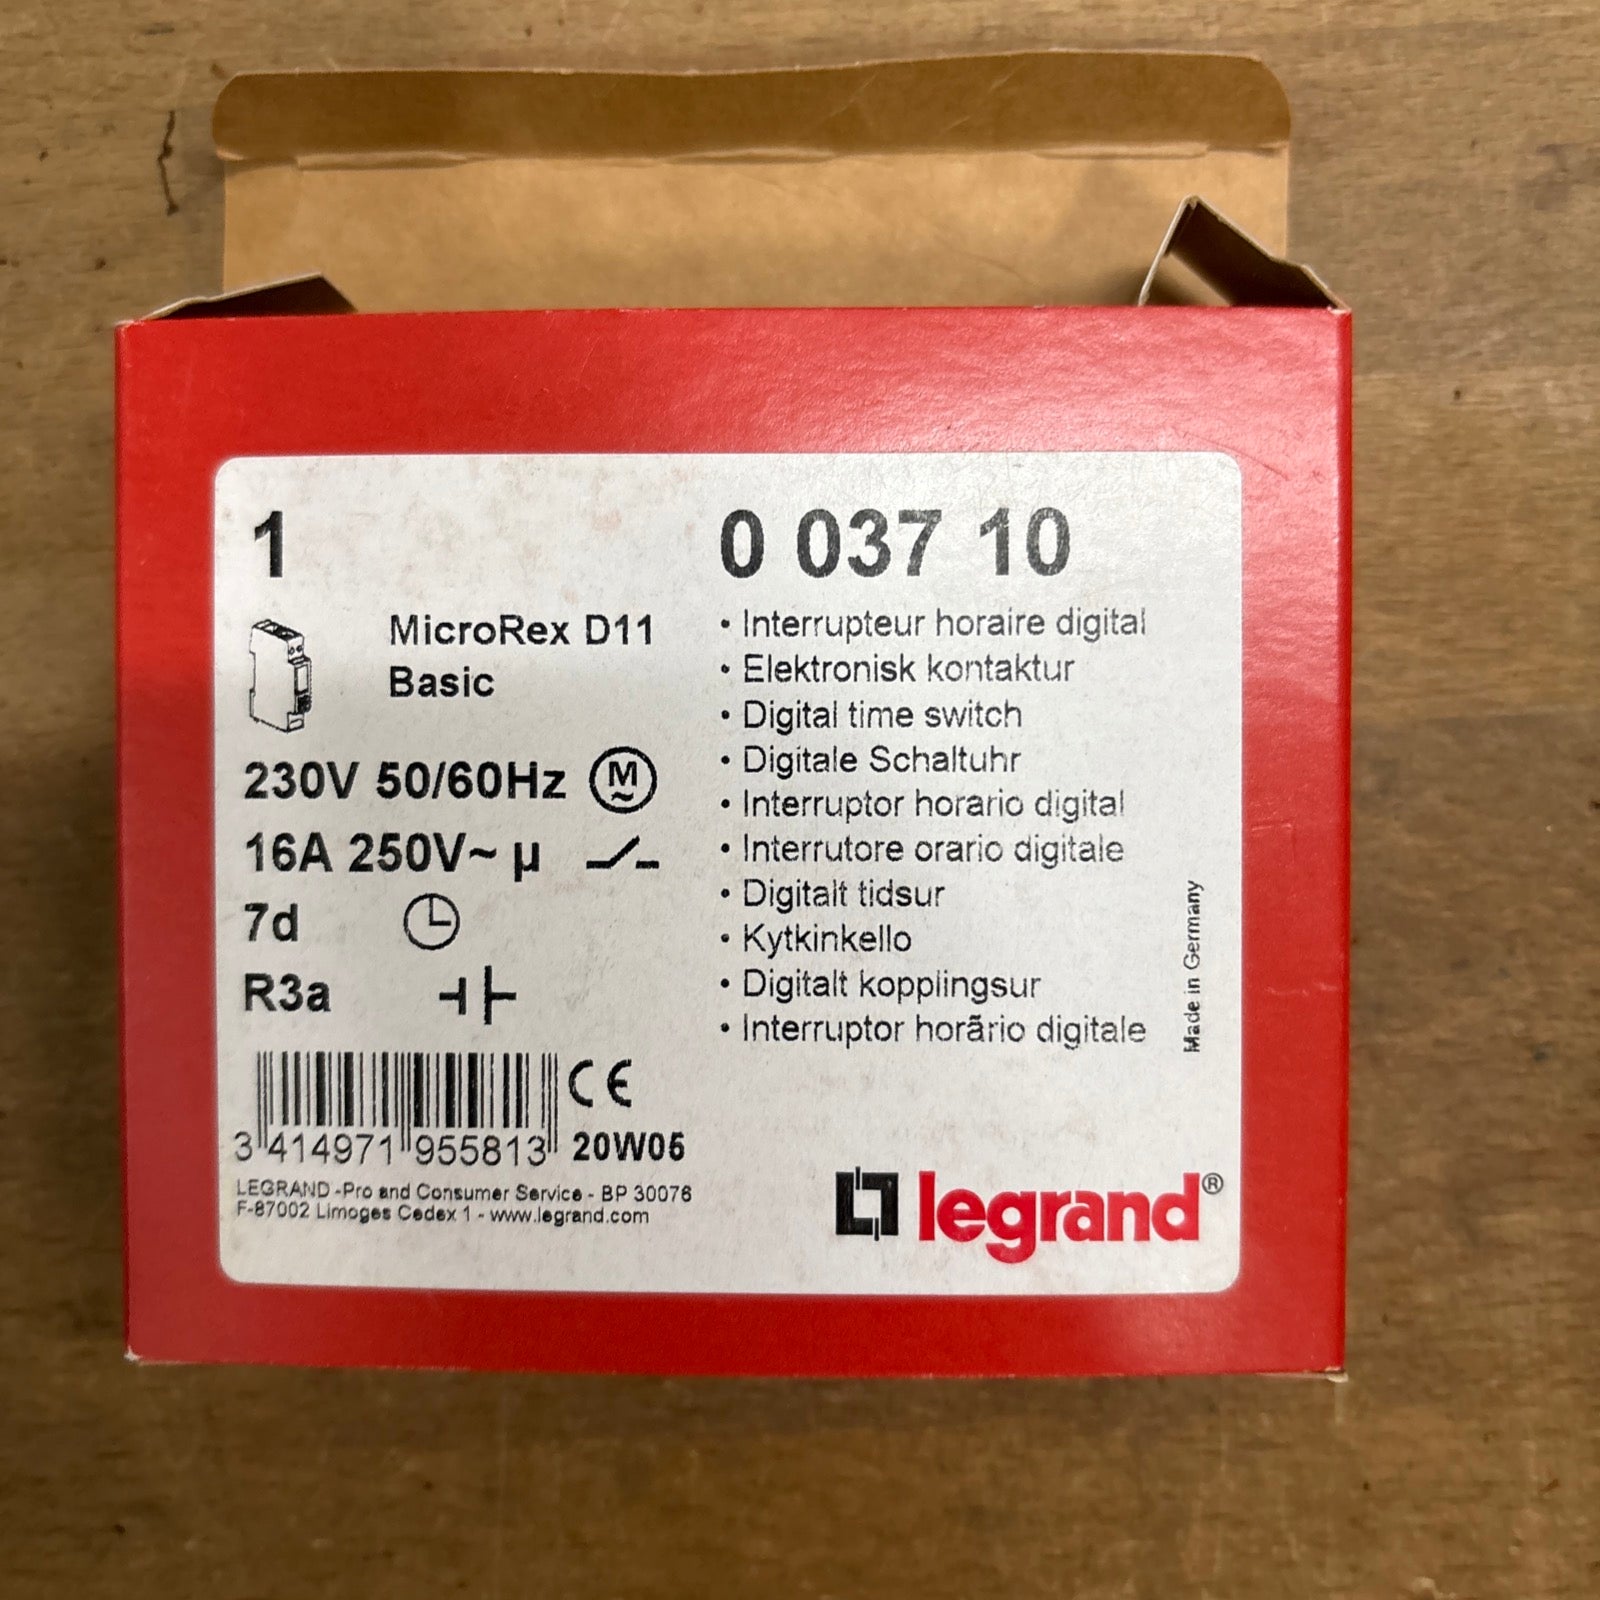 1
0 037 10
MicroRex D11
Basic
230V 50/60Hz M~
16A 250V~ µ
7d
R3a
• Interrupteur horaire digital
• Elektronisk kontaktur
• Digital time switch
• Digitale Schaltuhr
• Interruptor horario digital
• Interrutore orario digitale
• Digitalt tidsur
• Kytkinkello
• Digitalt kopplingsur
• Interruptor horãrio digitale
Made in Germany
CE
3 414971 955813 20W05
LEGRAND -Pro and Consumer Service - BP 30076
F-87002 Limoges Cedex 1 - www.legrand.com
legrand®